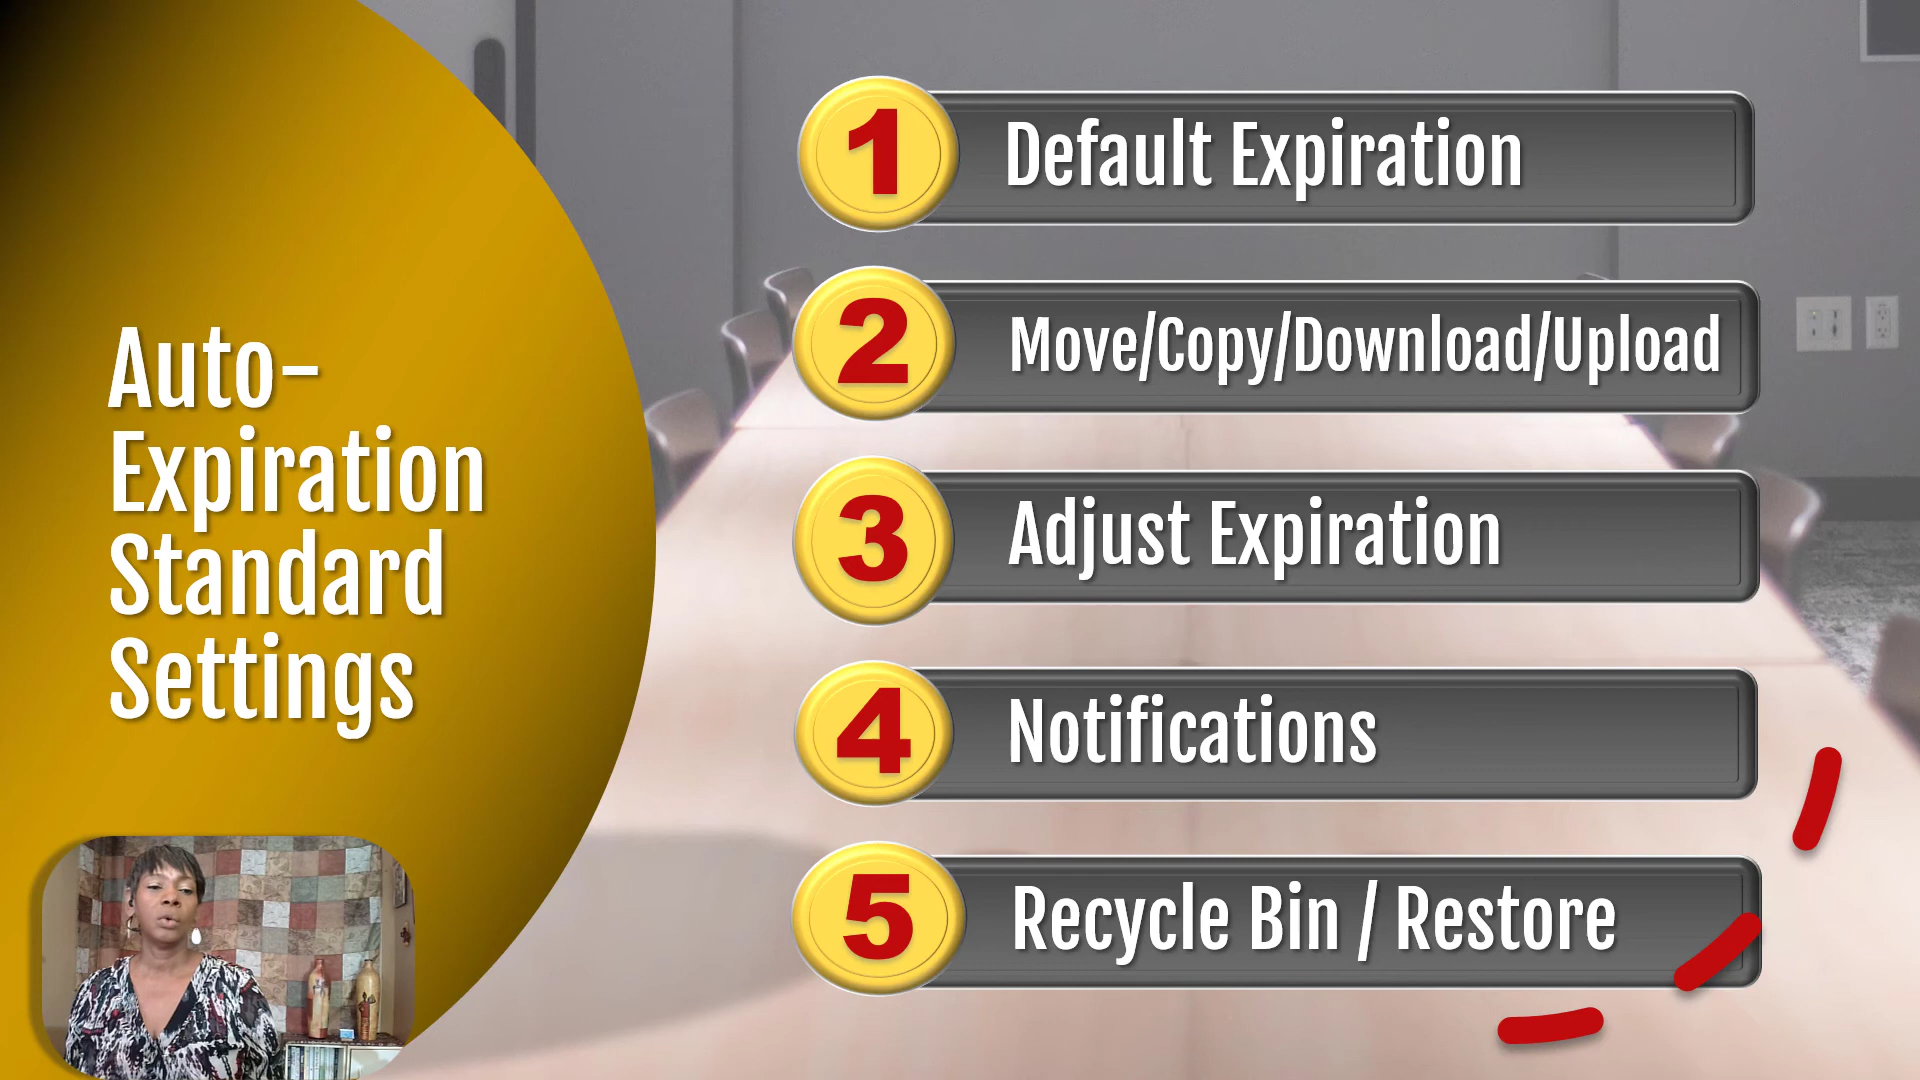 Auto-
Expiration
Standard
Settings
1 Default Expiration
2 Move/Copy/Download/Upload
3 Adjust Expiration
4 Notifications
5 Recycle Bin / Restore